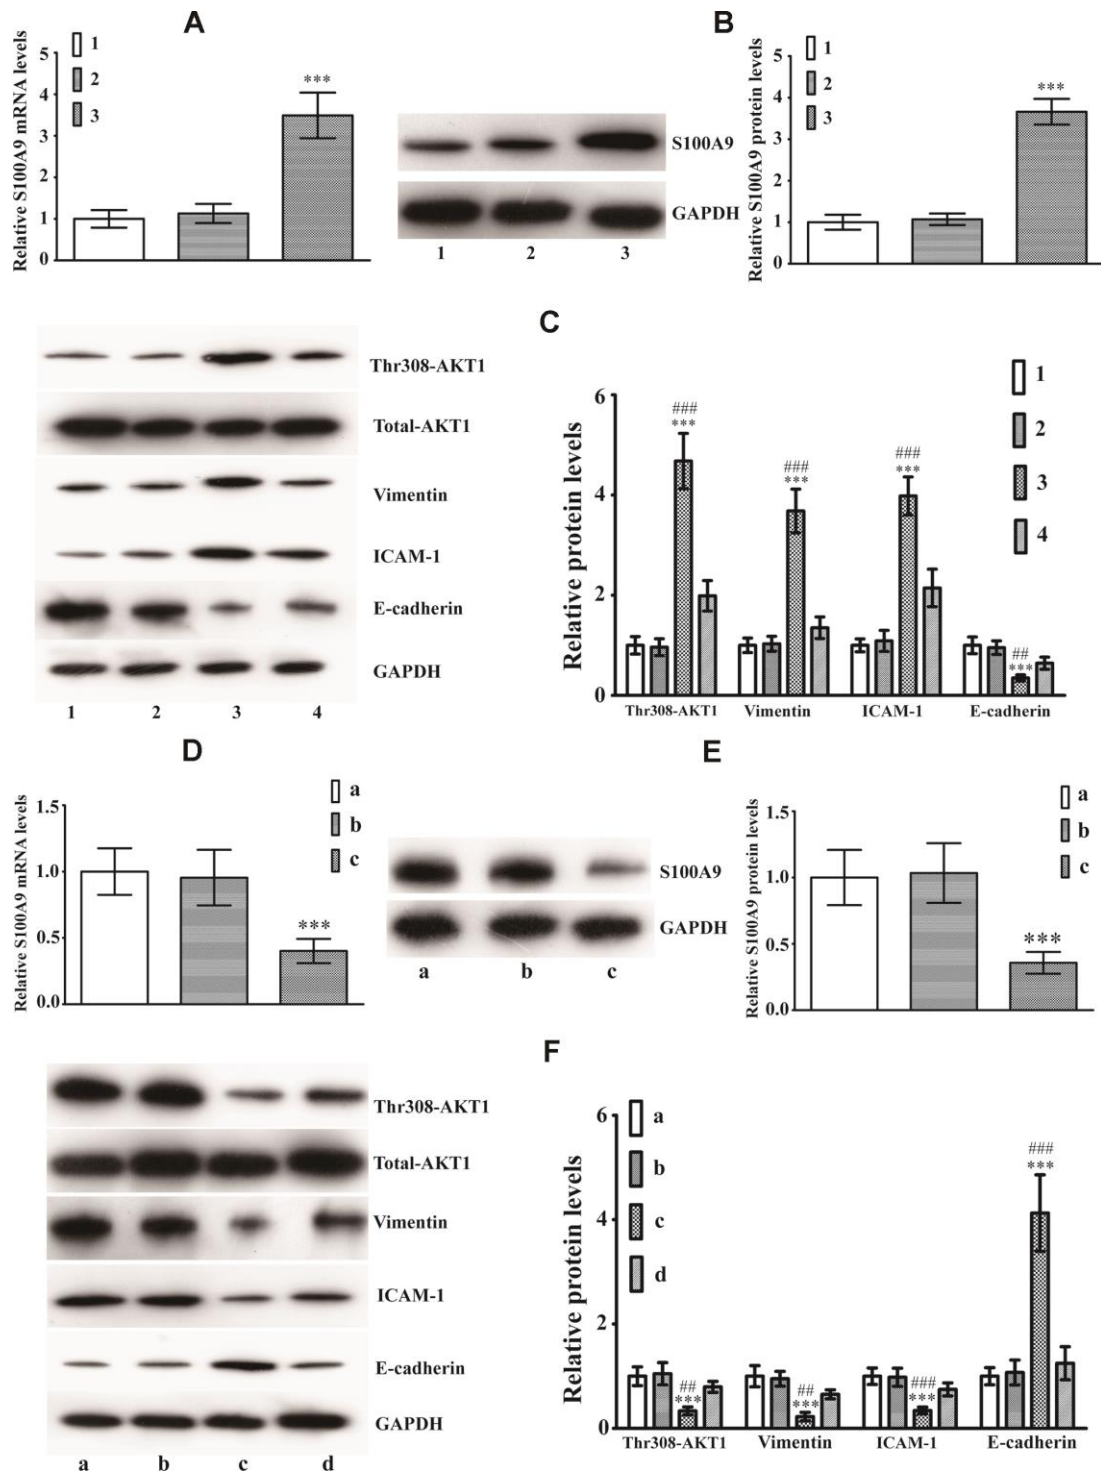 A
Relative S100A9 mRNA levels
5
4
3
2
1
0
1
2
3
***
S100A9
GAPDH
1 2 3
B
Relative S100A9 protein levels
5
4
3
2
1
0
1
2
3
***
Thr308-AKT1
Total-AKT1
Vimentin
ICAM-1
E-cadherin
GAPDH
1 2 3 4
C
Relative protein levels
6
4
2
0
1
2
3
4
###
***
###
***
###
***
##
***
Thr308-AKT1 Vimentin ICAM-1 E-cadherin
D
Relative S100A9 mRNA levels
1.5
1.0
0.5
0.0
a
b
c
***
S100A9
GAPDH
a b c
E
Relative S100A9 protein levels
1.5
1.0
0.5
0.0
a
b
c
***
Thr308-AKT1
Total-AKT1
Vimentin
ICAM-1
E-cadherin
GAPDH
a b c d
F
Relative protein levels
6
4
2
0
a
b
c
d
##
***
##
***
###
***
###
***
Thr308-AKT1 Vimentin ICAM-1 E-cadherin